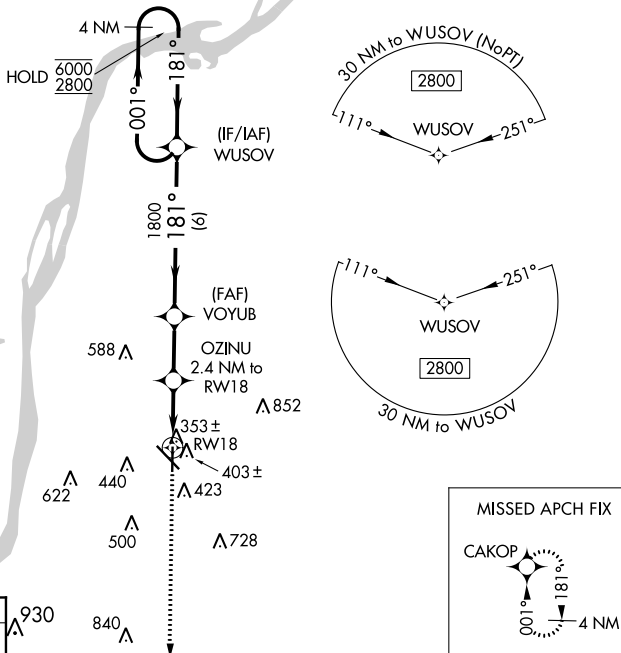 4 NM
HOLD 6000
2800
181°
001°
(IF/IAF)
WUSOV
1800
181°
(6)
(FAF)
VOYUB
588
OZINU
2.4 NM to
RW18
852
353 ±
RW18
403 ±
622
440
423
500
728
930
840
30 NM to WUSOV (NoPT)
2800
111°
WUSOV
251°
111°
251°
WUSOV
2800
30 NM to WUSOV
MISSED APCH FIX
CAKOP
001°
181°
4 NM